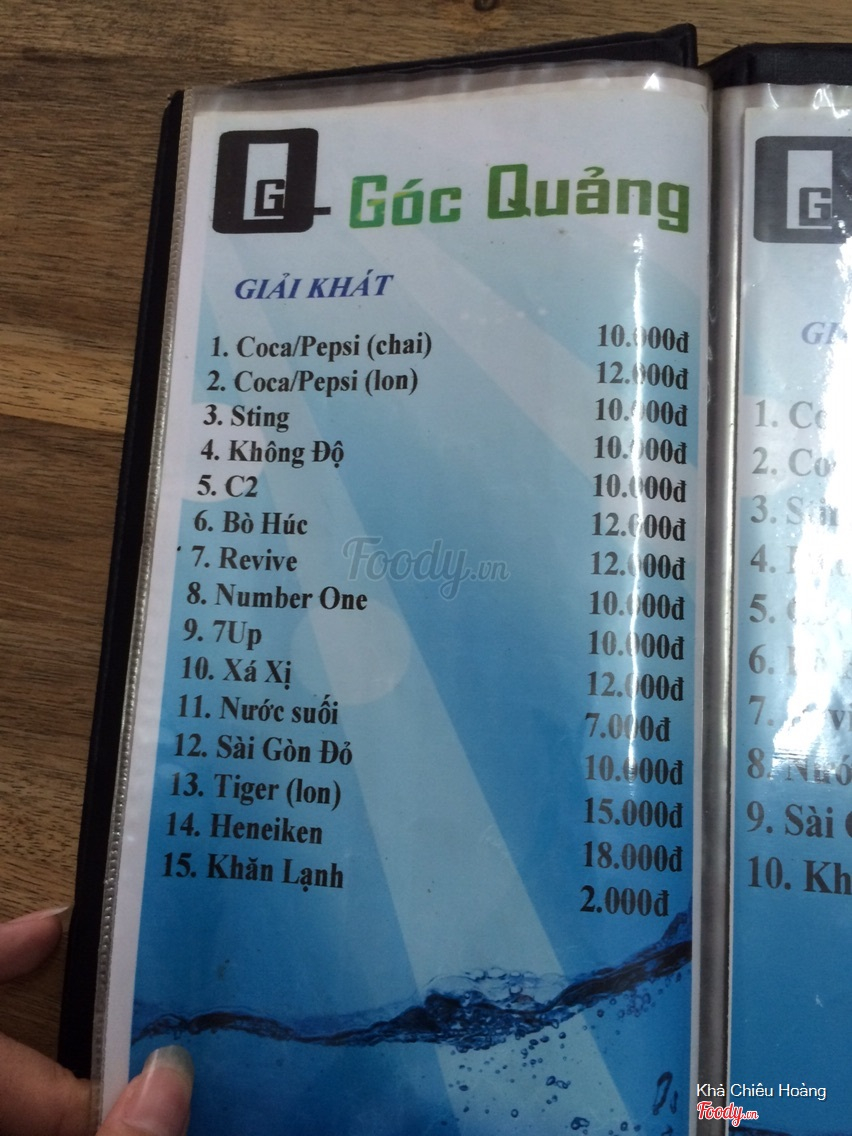 G
Góc Quảng
GIẢI KHÁT
1. Coca/Pepsi (chai) 10.000đ
2. Coca/Pepsi (lon) 12.000đ
3. Sting 10.000đ
4. Không Độ 10.000đ
5. C2 10.000đ
6. Bò Húc 12.000đ
7. Revive 12.000đ
8. Number One 10.000đ
9. 7Up 10.000đ
10. Xá Xị 12.000đ
11. Nước suối 7.000đ
12. Sài Gòn Đỏ 10.000đ
13. Tiger (lon) 15.000đ
14. Heneiken 18.000đ
15. Khăn Lạnh 2.000đ
Foody.vn
G
1.
2.
3.
4.
5.
6.
7.
8.
9. Sài
10.
Khả Chiêu Hoàng
Foody.vn